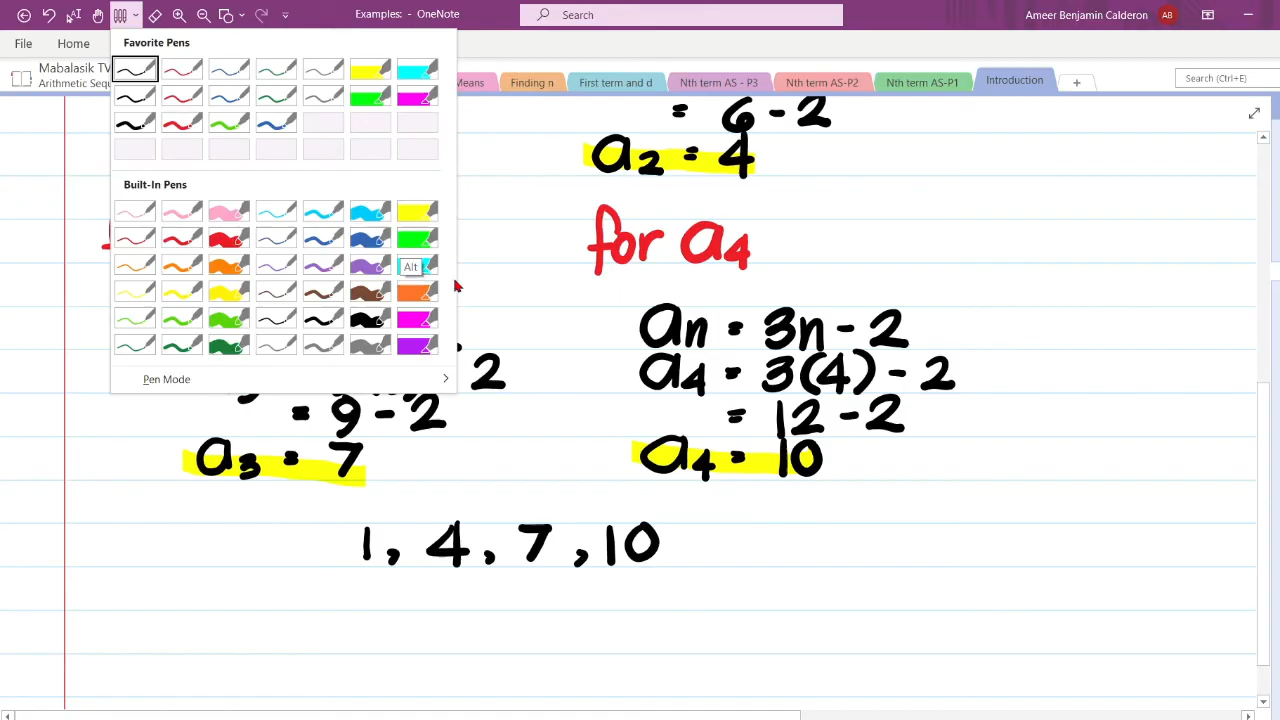 Examples: - OneNote
Search
Ameer Benjamin Calderon
AB
File
Home
Favorite Pens
Mabalasik TV
Arithmetic Sequ
Means
Finding n
First term and d
Nth term AS - P3
Nth term AS-P2
Nth term AS-P1
Introduction
Search (Ctrl+E)
Built-In Pens
Alt
Pen Mode
= 6 - 2
a2 = 4
for a4
an = 3n - 2
a4 = 3(4) - 2
= 12 - 2
a4 = 10
2
= 9 - 2
a3 = 7
1, 4, 7, 10